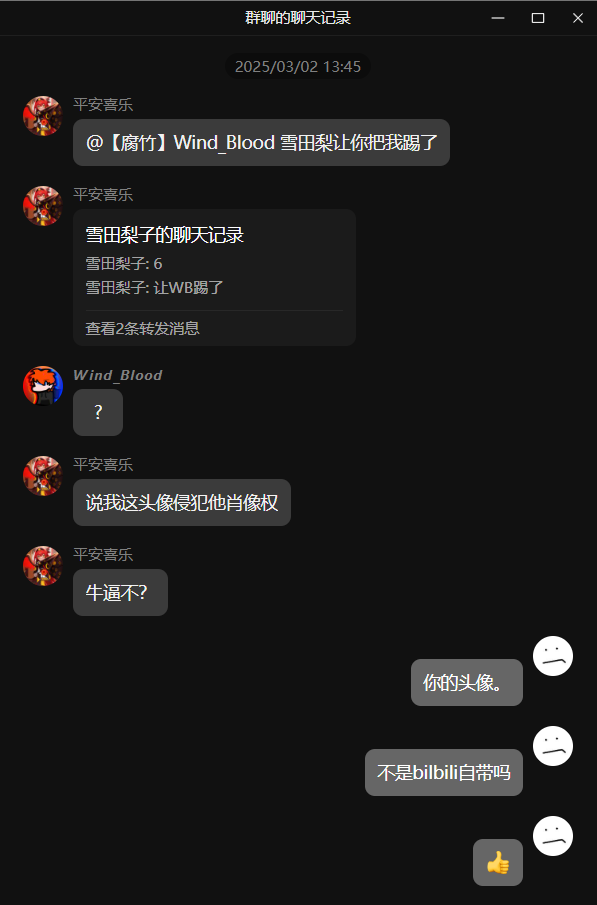 群聊的聊天记录
2025/03/02 13:45
平安喜乐
@【腐竹】Wind_Blood 雪田梨让你把我踢了
平安喜乐
雪田梨子的聊天记录
雪田梨子: 6
雪田梨子: 让WB踢了
查看2条转发消息
Wind_Blood
?
平安喜乐
说我这头像侵犯他肖像权
平安喜乐
牛逼不?
你的头像。
不是bilbili自带吗
👍